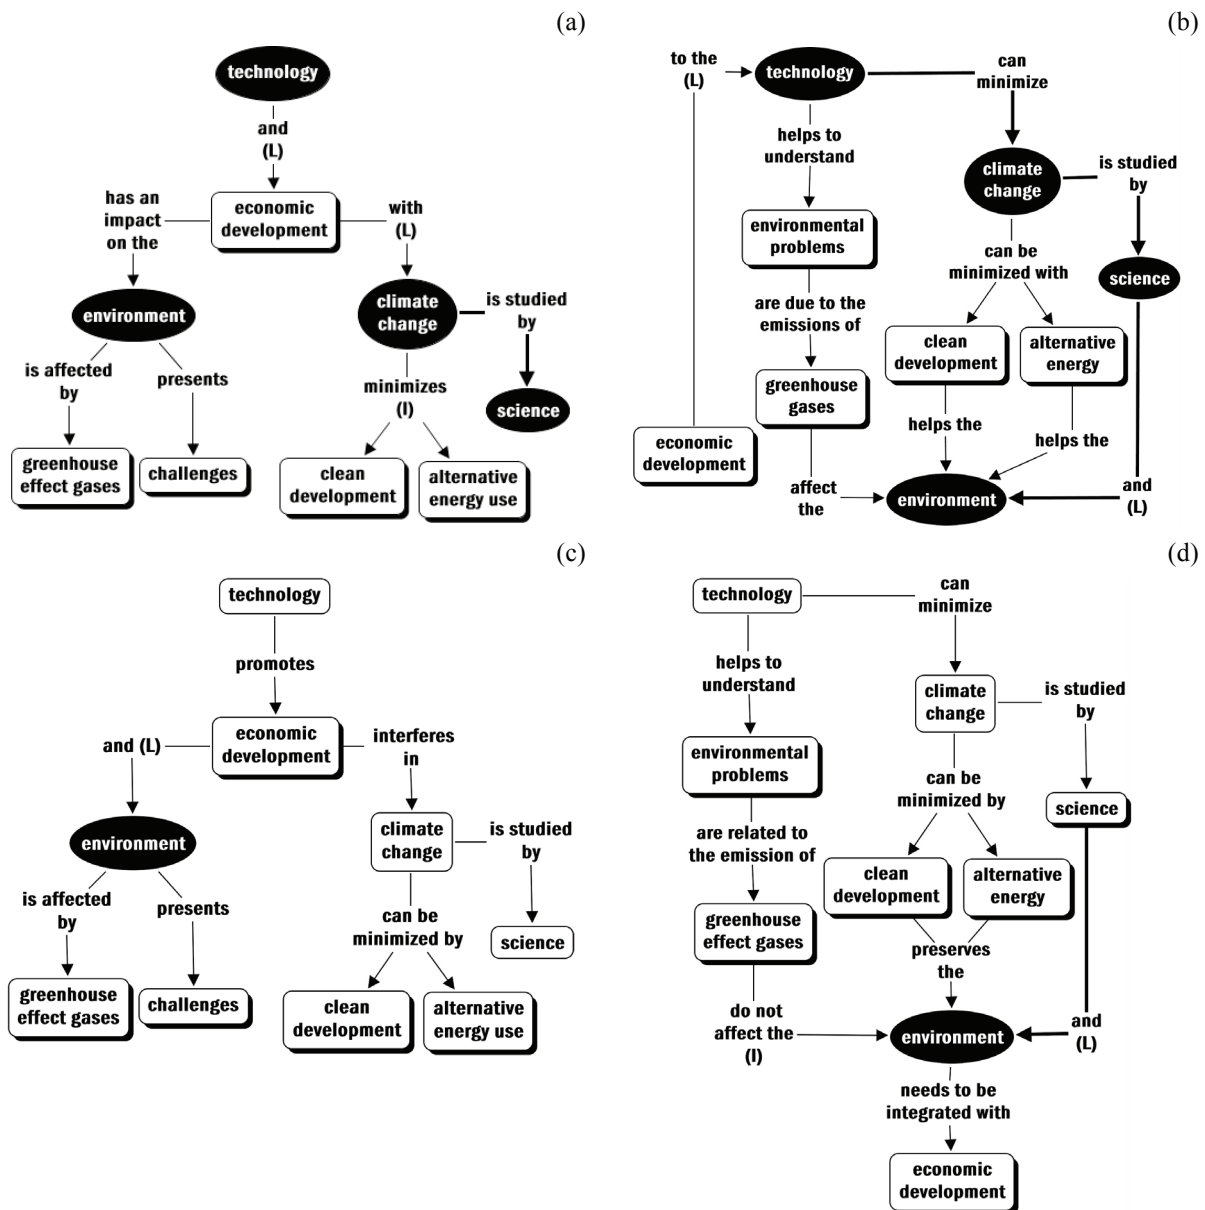 (a)
technology
and
(L)
economic
development
has an
impact
on the
with
(L)
environment
climate
change
is studied
by
science
is affected
by
presents
minimizes
(I)
greenhouse
effect gases
challenges
clean
development
alternative
energy use
(b)
to the
(L)
technology
can
minimize
helps to
understand
climate
change
is studied
by
environmental
problems
can be
minimized with
science
are due to the
emissions of
clean
development
alternative
energy
greenhouse
gases
helps the
helps the
economic
development
affect
the
environment
and
(L)
(c)
technology
promotes
economic
development
and (L)
interferes
in
environment
climate
change
is studied
by
science
is affected
by
presents
can be
minimized by
greenhouse
effect gases
challenges
clean
development
alternative
energy use
(d)
technology
can
minimize
helps to
understand
climate
change
is studied
by
environmental
problems
can be
minimized by
science
are related to
the emission of
clean
development
alternative
energy
greenhouse
effect gases
preserves
the
do not
affect the
(I)
environment
and
(L)
needs to be
integrated with
economic
development